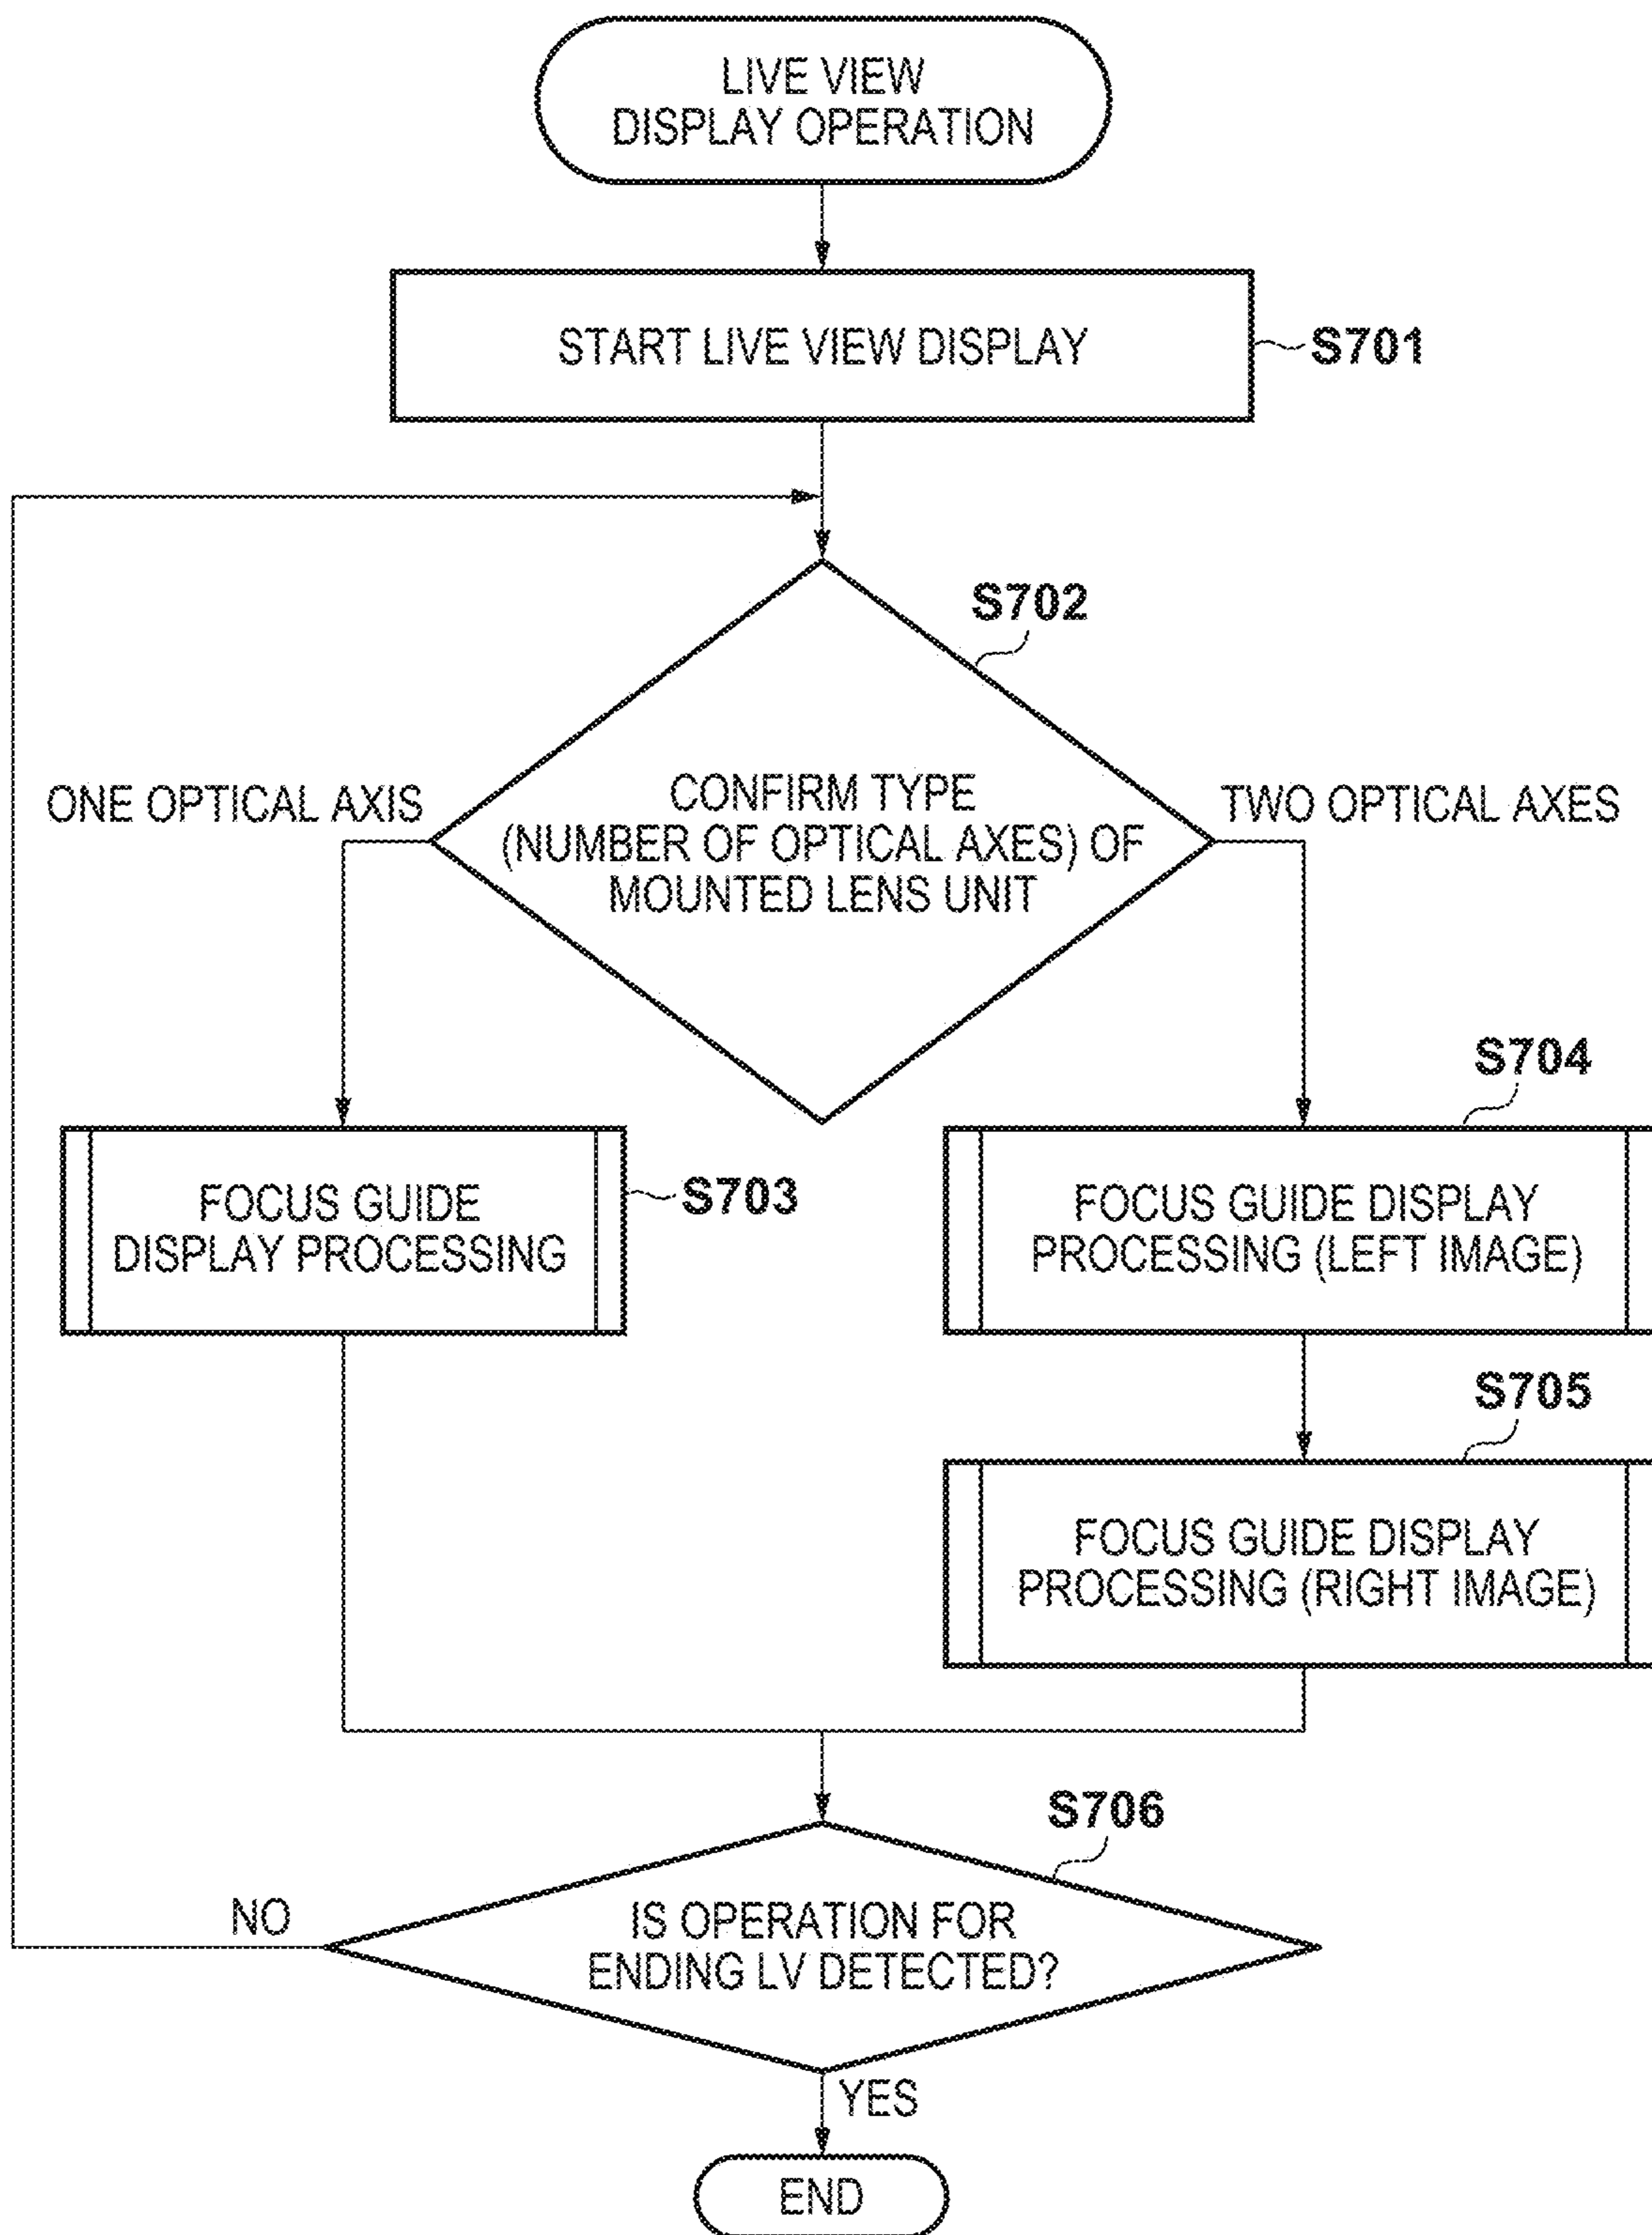 LIVE VIEW
DISPLAY OPERATION
START LIVE VIEW DISPLAY
S701
S702
ONE OPTICAL AXIS
CONFIRM TYPE
(NUMBER OF OPTICAL AXES) OF
MOUNTED LENS UNIT
TWO OPTICAL AXES
S704
FOCUS GUIDE
DISPLAY PROCESSING
S703
FOCUS GUIDE DISPLAY
PROCESSING (LEFT IMAGE)
S705
FOCUS GUIDE DISPLAY
PROCESSING (RIGHT IMAGE)
S706
NO
IS OPERATION FOR
ENDING LV DETECTED?
YES
END